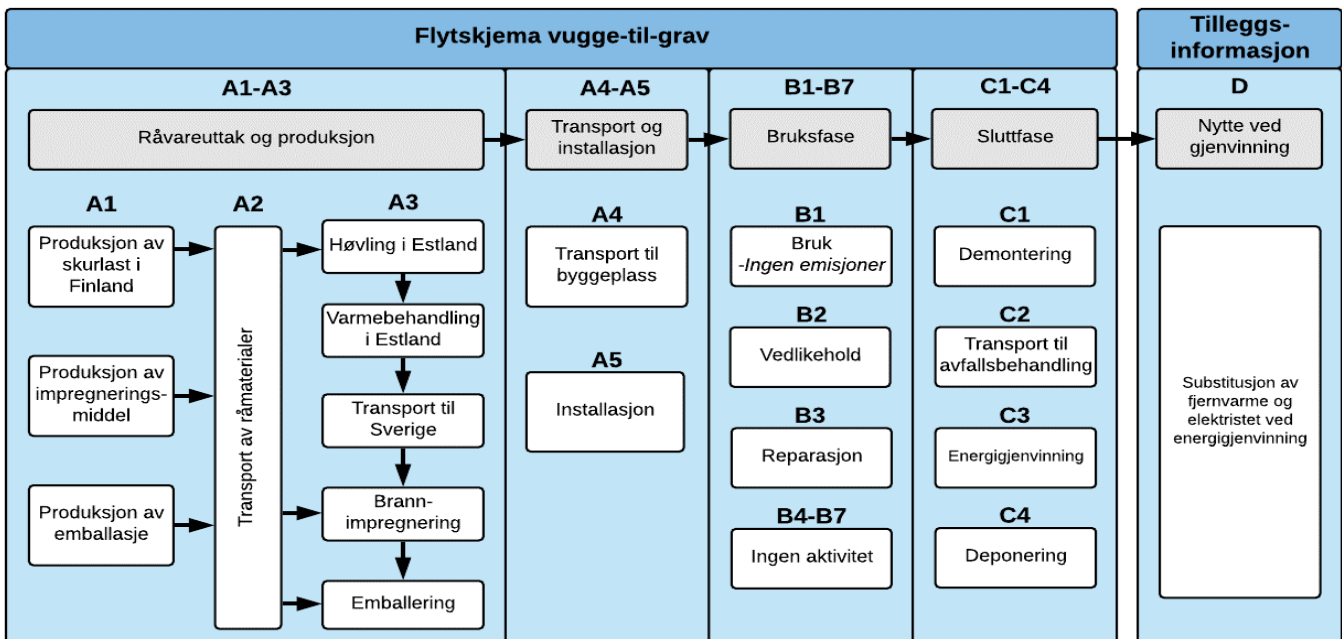 Flytskjema vugge-til-grav
Tilleggs-
informasjon
A1-A3
A4-A5
B1-B7
C1-C4
D
Råvareuttak og produksjon
Transport og
installasjon
Bruksfase
Sluttfase
Nytte ved
gjenvinning
A1
Produksjon av
skurlast i
Finland
Produksjon av
impregnerings-
middel
Produksjon av
emballasje
A2
Transport av råmaterialer
A3
Høvling i Estland
Varmebehandling
i Estland
Transport til
Sverige
Brann-
impregnering
Emballering
A4
Transport til
byggeplass
A5
Installasjon
B1
Bruk
-Ingen emisjoner
B2
Vedlikehold
B3
Reparasjon
B4-B7
Ingen aktivitet
C1
Demontering
C2
Transport til
avfallsbehandling
C3
Energigjenvinning
C4
Deponering
Substitusjon av
fjernvarme og
elektristet ved
energigjenvinning